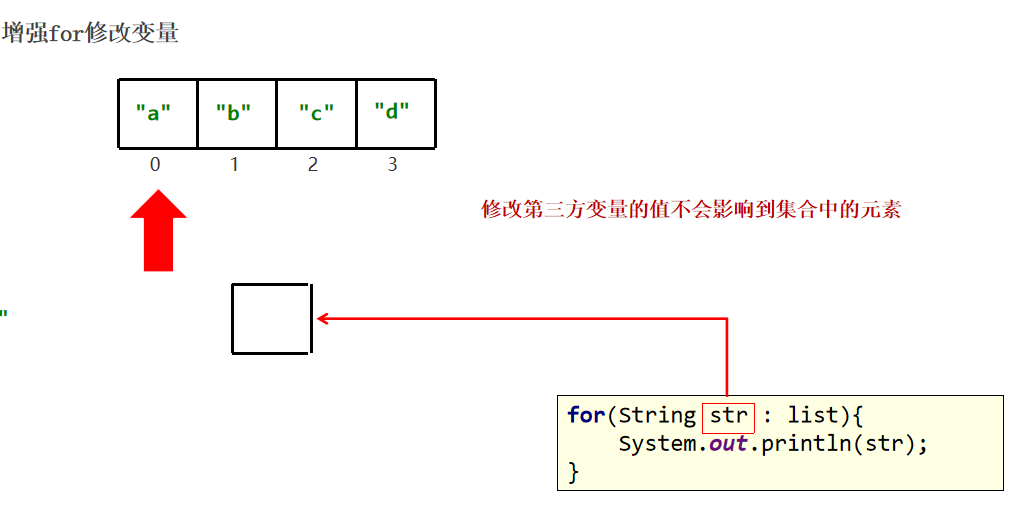 增强for修改变量
"a" "b" "c" "d"
0 1 2 3
修改第三方变量的值不会影响到集合中的元素
"
for(String str : list){
System.out.println(str);
}